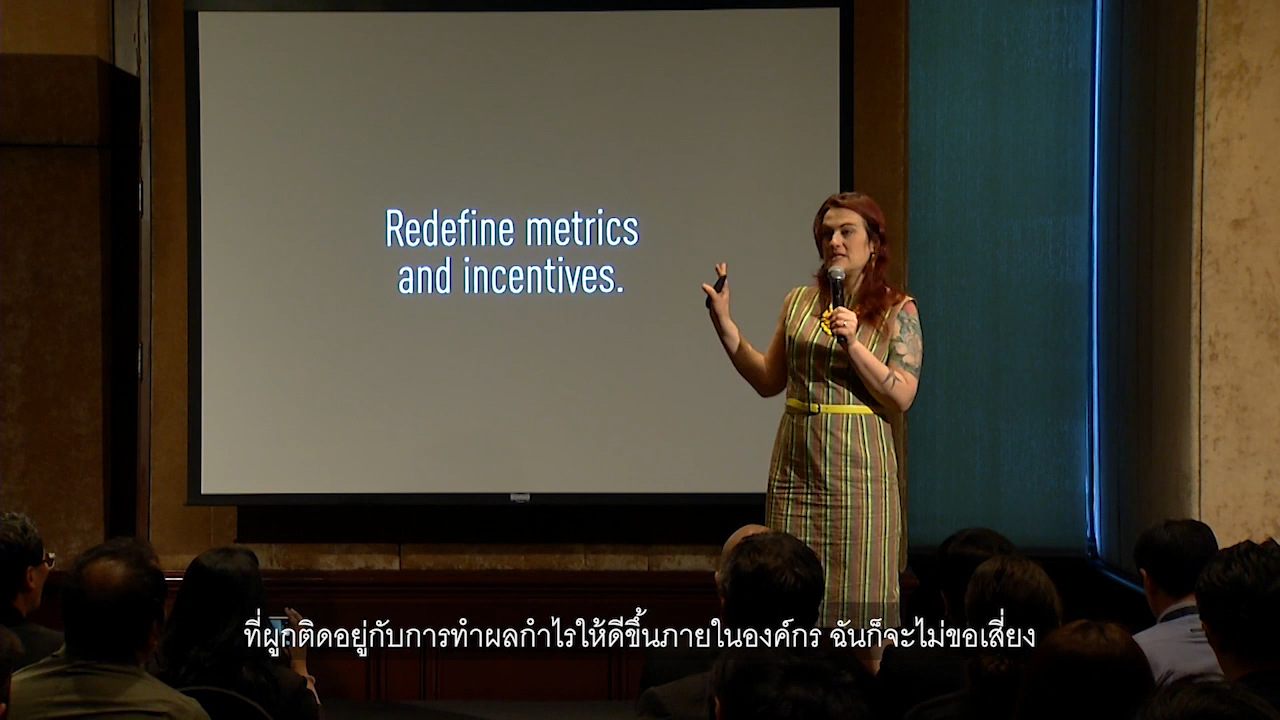 Redefine metrics
and incentives.
ที่ผูกติดอยู่กับการทำผลกำไรให้ดีขึ้นภายในองค์กร ฉันก็จะไม่ขอเสี่ยง